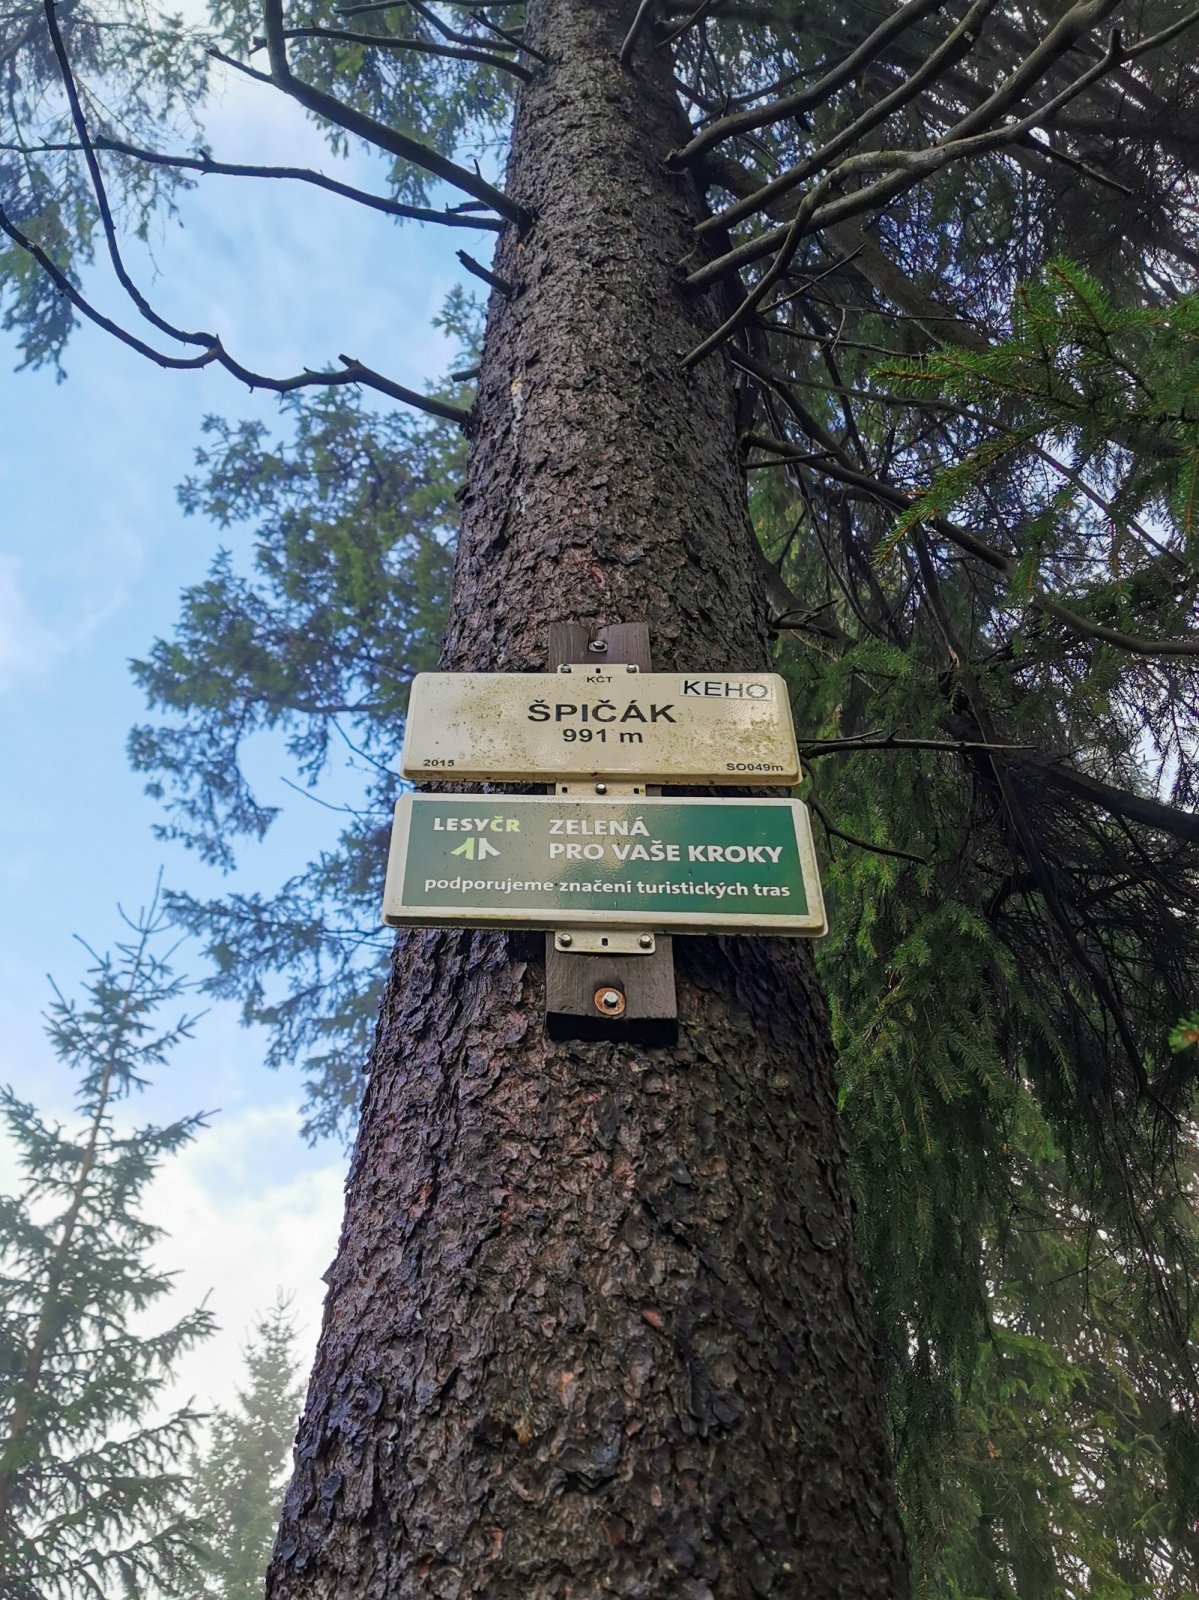 KČT
KEHO
ŠPIČÁK
991 m
2015
SO049m
LESYČR
ZELENÁ
PRO VAŠE KROKY
podporujeme značení turistických tras